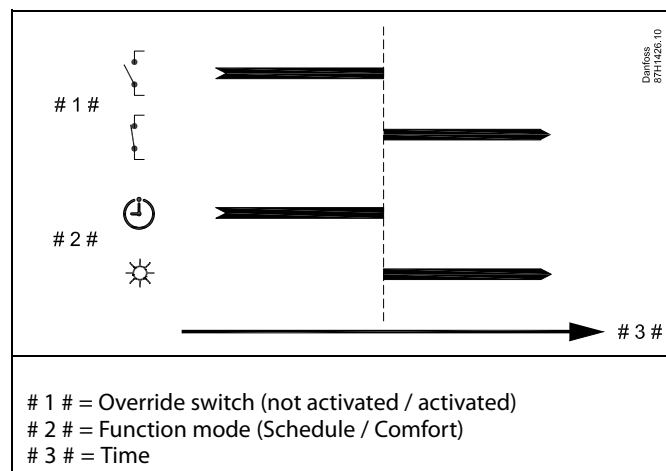 Danfoss
87H1426.10
# 1 #
# 2 #
# 3 #
# 1 # = Override switch (not activated / activated)
# 2 # = Function mode (Schedule / Comfort)
# 3 # = Time